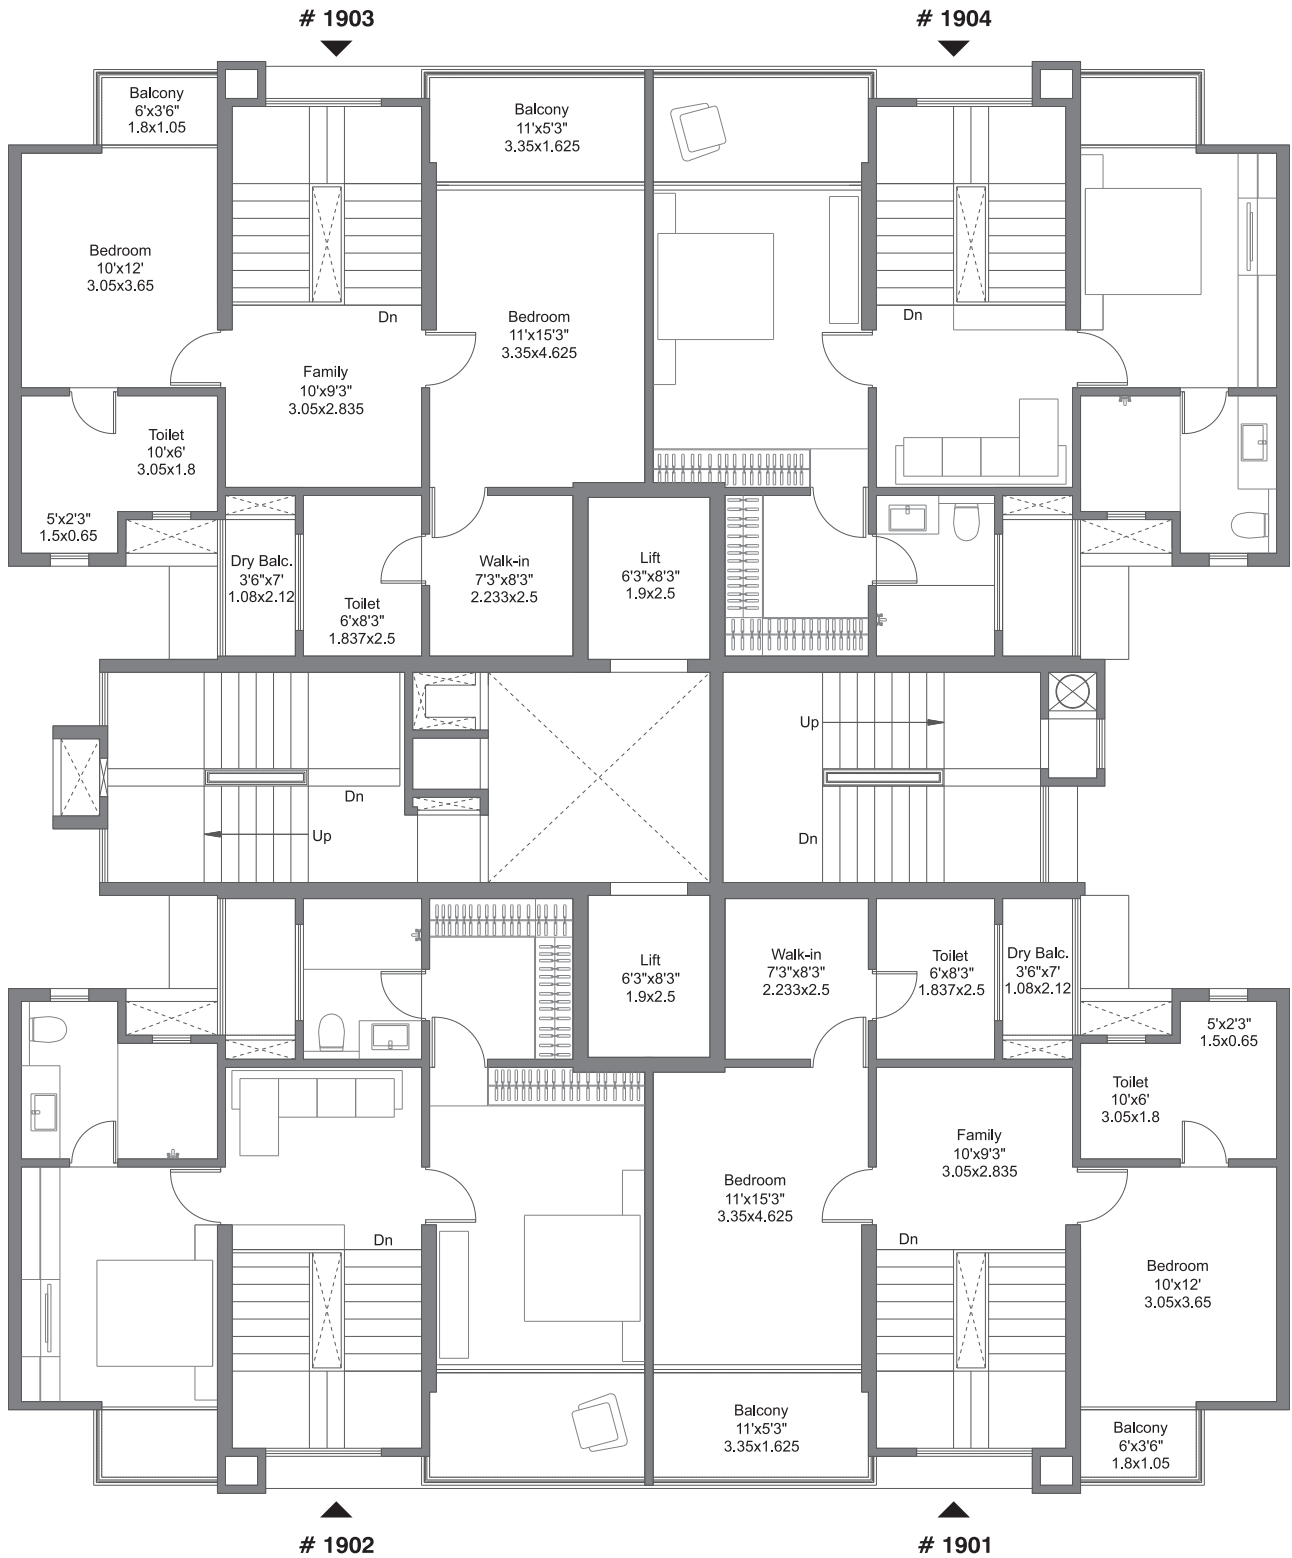 # 1903
# 1904
Balcony
6'x3'6"
1.8x1.05
Balcony
11'x5'3"
3.35x1.625
Bedroom
10'x12'
3.05x3.65
Dn
Bedroom
11'x15'3"
3.35x4.625
Dn
Family
10'x9'3"
3.05x2.835
Toilet
10'x6'
3.05x1.8
5'x2'3"
1.5x0.65
Dry Balc.
3'6"x7'
1.08x2.12
Toilet
6'x8'3"
1.837x2.5
Walk-in
7'3"x8'3"
2.233x2.5
Lift
6'3"x8'3"
1.9x2.5
Up
Dn
Up
Dn
Lift
6'3"x8'3"
1.9x2.5
Walk-in
7'3"x8'3"
2.233x2.5
Toilet
6'x8'3"
1.837x2.5
Dry Balc.
3'6"x7'
1.08x2.12
5'x2'3"
1.5x0.65
Toilet
10'x6'
3.05x1.8
Family
10'x9'3"
3.05x2.835
Bedroom
11'x15'3"
3.35x4.625
Dn
Dn
Bedroom
10'x12'
3.05x3.65
Balcony
11'x5'3"
3.35x1.625
Balcony
6'x3'6"
1.8x1.05
# 1902
# 1901